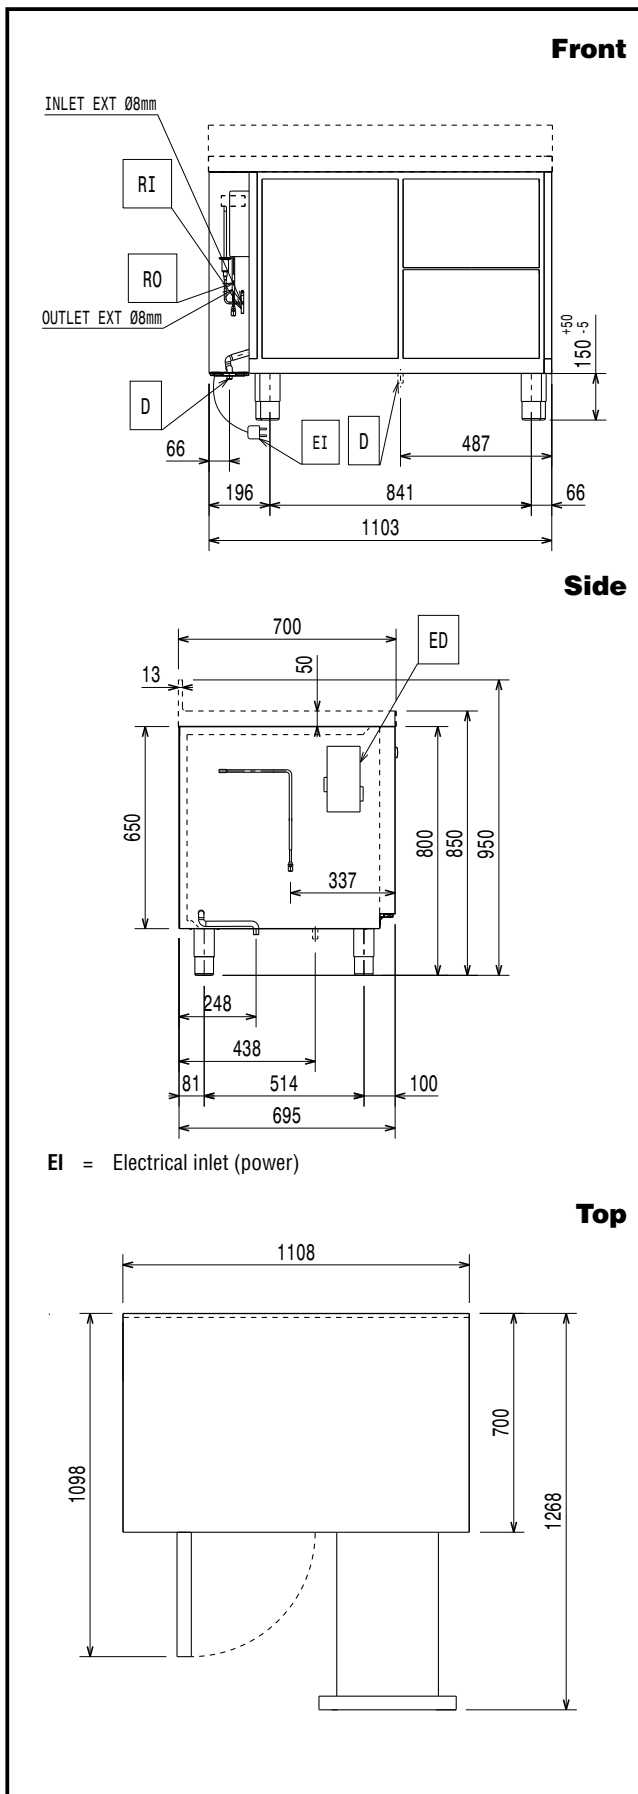 Front
INLET EXT Ø8mm
RI
RO
OUTLET EXT Ø8mm
D
EI
D
+50
150 -5
66
487
196
841
66
1103
Side
700
50
ED
13
650
800
850
950
337
248
438
81
514
100
695
EI = Electrical inlet (power)
Top
1108
1098
700
1268